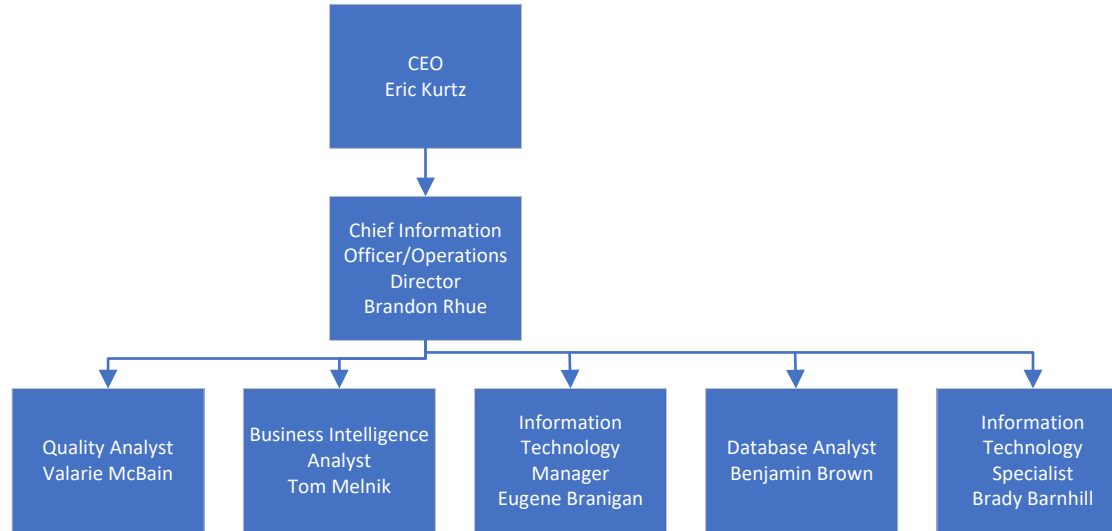 CEO
Eric Kurtz
Chief Information
Officer/Operations
Director
Brandon Rhue
Quality Analyst
Valarie McBain
Business Intelligence
Analyst
Tom Melnik
Information
Technology
Manager
Eugene Branigan
Database Analyst
Benjamin Brown
Information
Technology
Specialist
Brady Barnhill